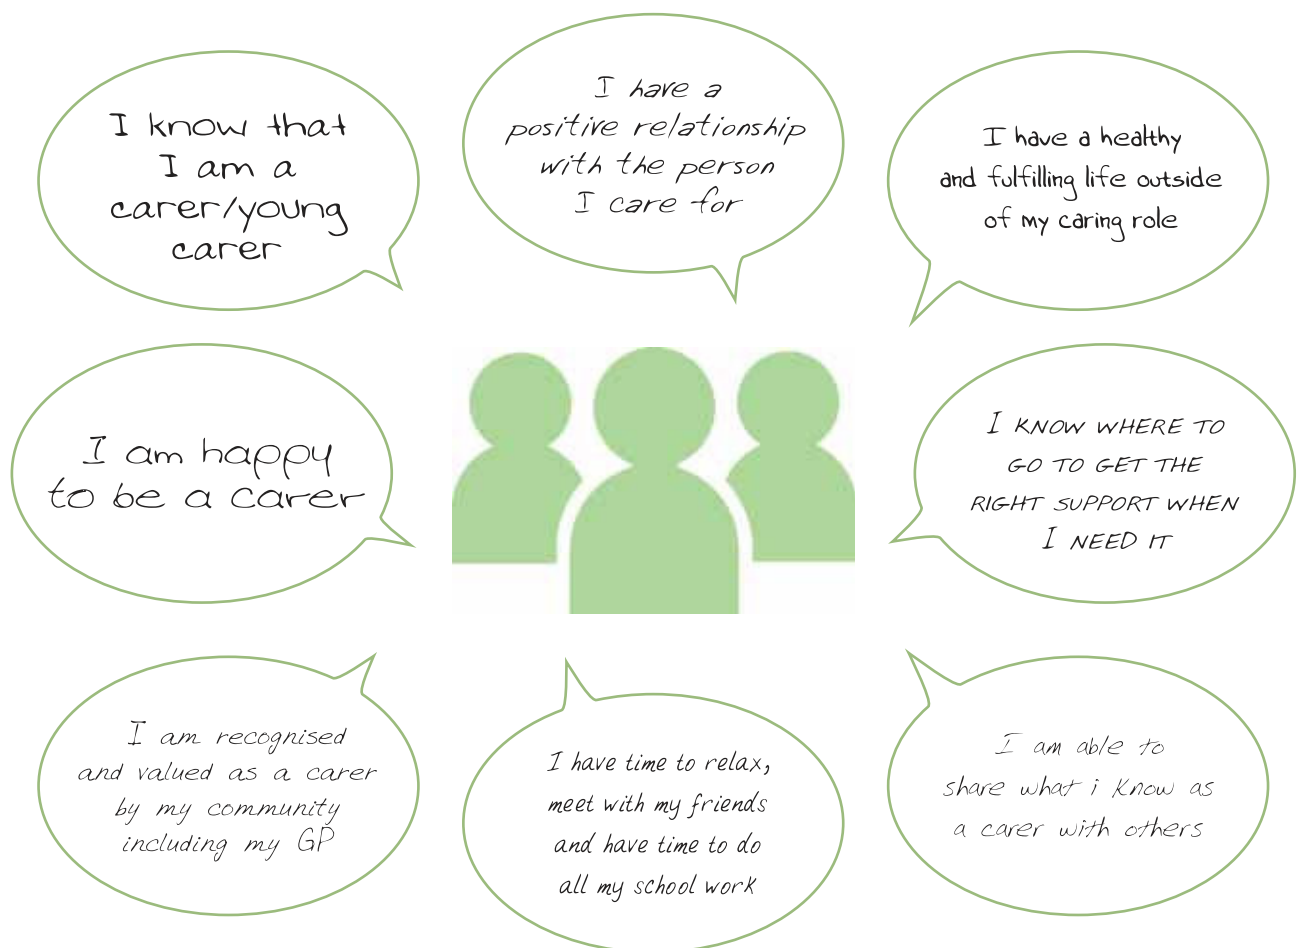 I know that
I am a
carer/young
carer
I have a
positive relationship
with the person
I care for
I have a healthy
and fulfilling life outside
of my caring role
I am happy
to be a carer
I KNOW WHERE TO
GO TO GET THE
RIGHT SUPPORT WHEN
I NEED IT
I am recognised
and valued as a carer
by my community
including my GP
I have time to relax,
meet with my friends
and have time to do
all my school work
I am able to
share what i know as
a carer with others